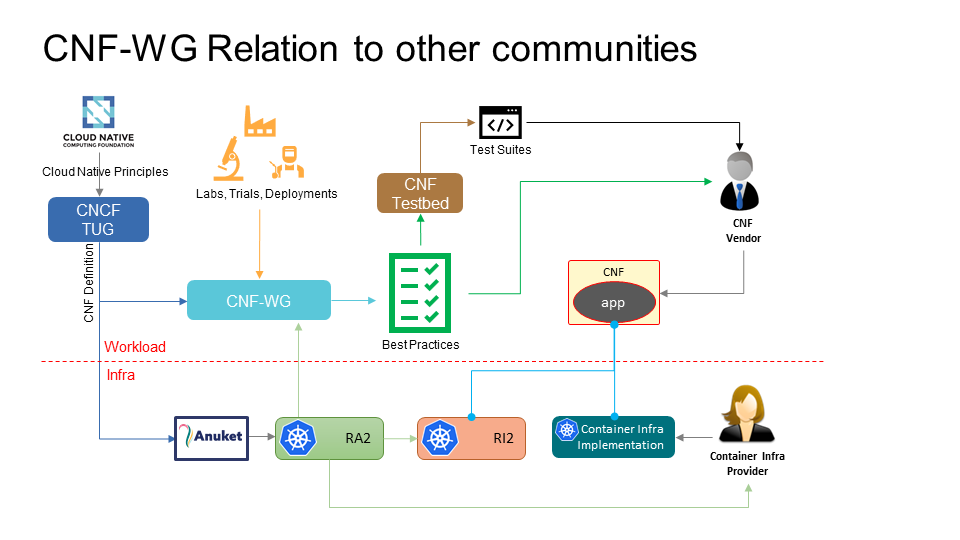 CNF-WG Relation to other communities
CLOUD NATIVE
COMPUTING FOUNDATION
Cloud Native Principles
CNCF
TUG
CNF Definition
Labs, Trials, Deployments
CNF-WG
CNF
Testbed
Best Practices
</>
Test Suites
CNF
Vendor
CNF
app
Workload
Infra
Anuket
RA2
RI2
Container Infra
Implementation
Container Infra
Provider